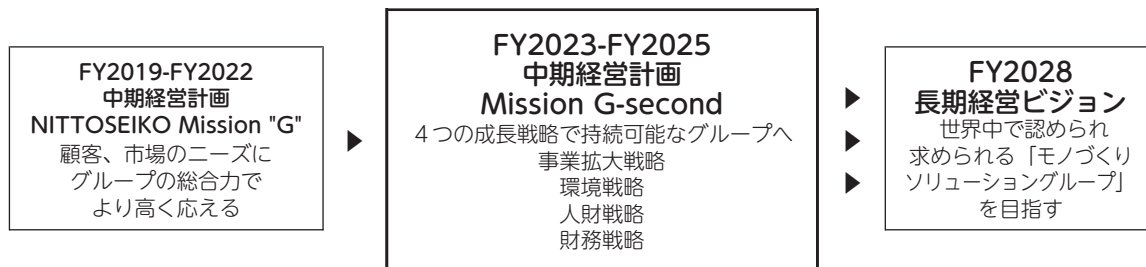 FY2019-FY2022
中期経営計画
NITTOSEIKO Mission "G"
顧客、市場のニーズに
グループの総合力で
より高く応える
▶
FY2023-FY2025
中期経営計画
Mission G-second
４つの成長戦略で持続可能なグループへ
事業拡大戦略
環境戦略
人財戦略
財務戦略
▶
▶
▶
FY2028
長期経営ビジョン
世界中で認められ
求められる「モノづくり
ソリューショングループ」
を目指す